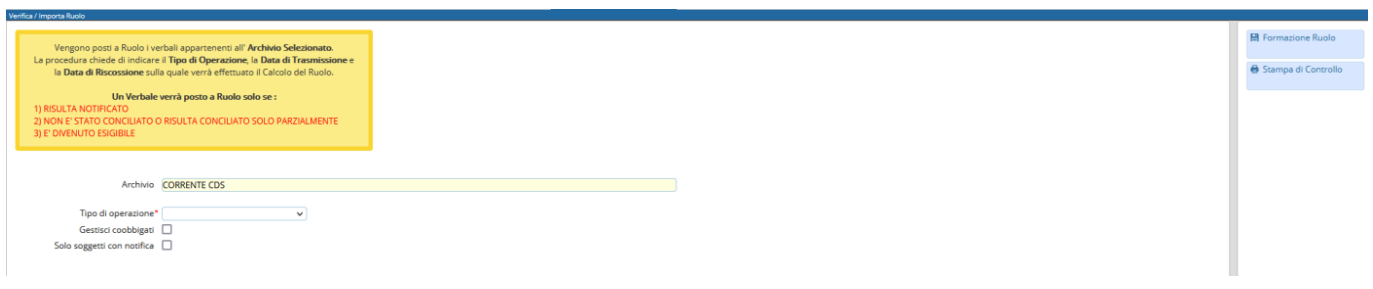 Verifica / Importa Ruolo
Vengono posti a Ruolo i verbali appartenenti all' Archivio Selezionato.
La procedura chiede di indicare il Tipo di Operazione, la Data di Trasmissione e
la Data di Riscossione sulla quale verrà effettuato il Calcolo del Ruolo.
Un Verbale verrà posto a Ruolo solo se :
1) RISULTA NOTIFICATO
2) NON E' STATO CONCILIATO O RISULTA CONCILIATO SOLO PARZIALMENTE
3) E' DIVENUTO ESIGIBILE
Archivio CORRENTE CDS
Tipo di operazione*
Gestisci coobbigati
Solo soggetti con notifica
Formazione Ruolo
Stampa di Controllo